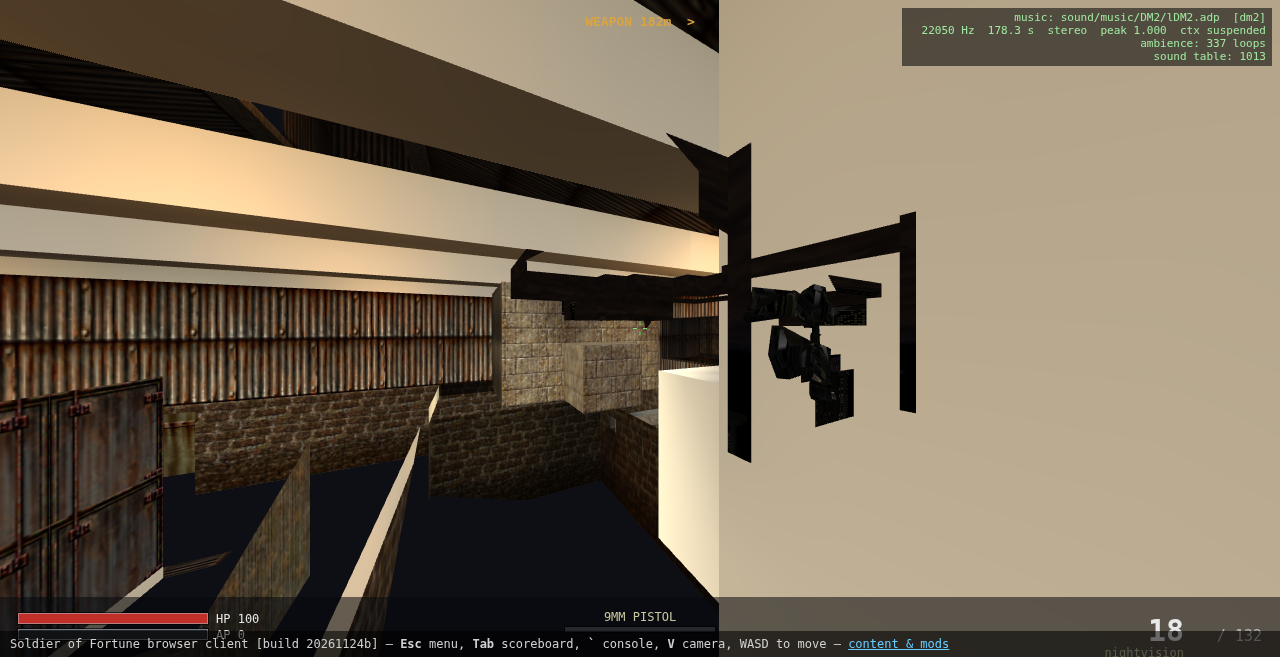 WEAPON 182m >
music: sound/music/DM2/lDM2.adp [dm2]
22050 Hz 178.3 s stereo peak 1.000 ctx suspended
ambience: 337 loops
sound table: 1013
HP 100
AP 0
9MM PISTOL
18 / 132
Soldier of Fortune browser client [build 20261124b] — Esc menu, Tab scoreboard, ` console, V camera, WASD to move — content & mods
nightvision